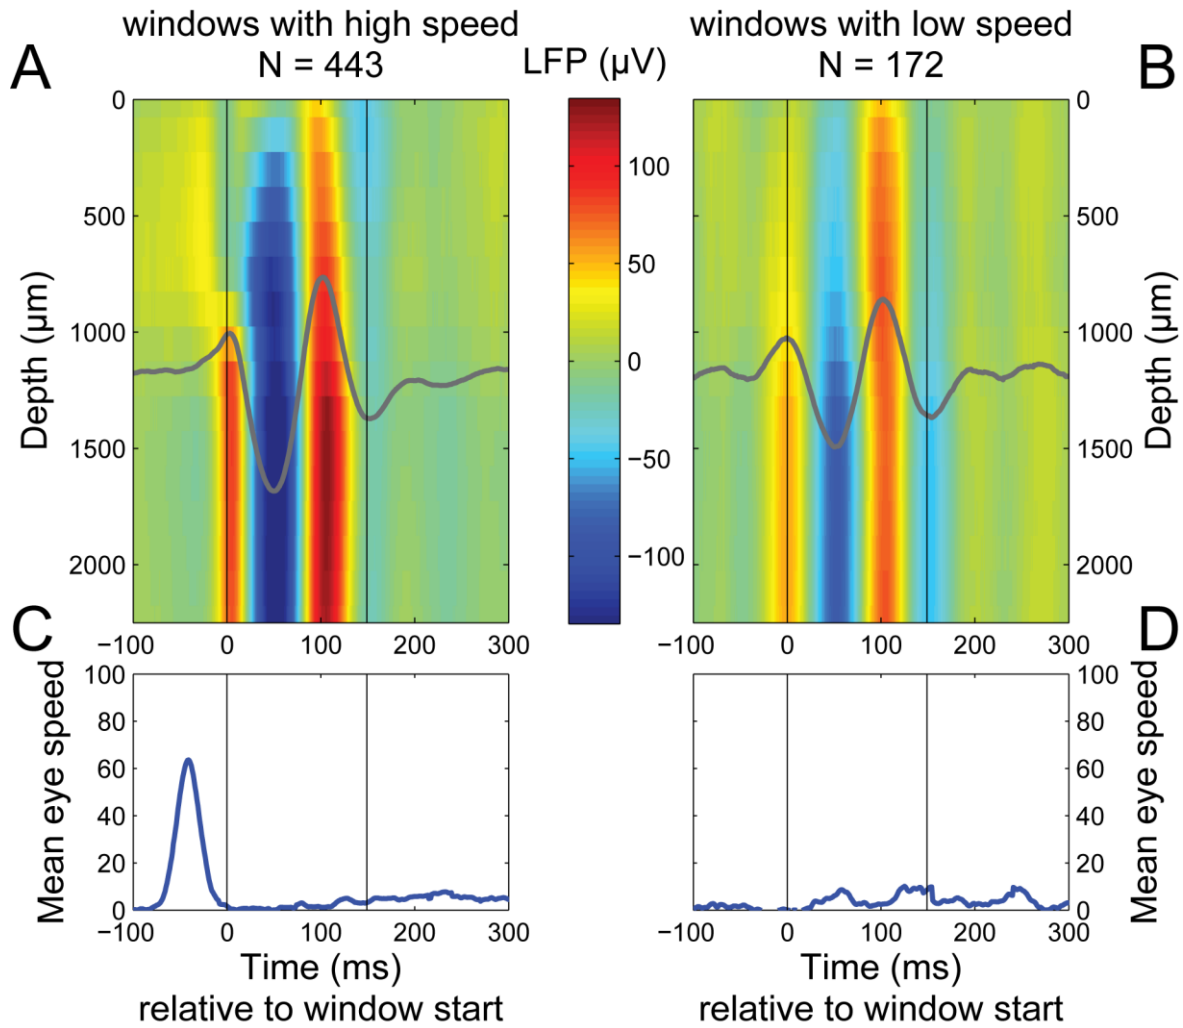 windows with high speed
N = 443
windows with low speed
N = 172
A
LFP (µV)
B
0
500
1000
1500
2000
Depth (µm)
100
50
0
−50
−100
0
500
1000
1500
2000
Depth (µm)
−100 0 100 200 300
−100 0 100 200 300
C
100
80
60
40
20
0
Mean eye speed
D
100
80
60
40
20
0
Mean eye speed
−100 0 100 200 300
−100 0 100 200 300
Time (ms)
relative to window start
Time (ms)
relative to window start